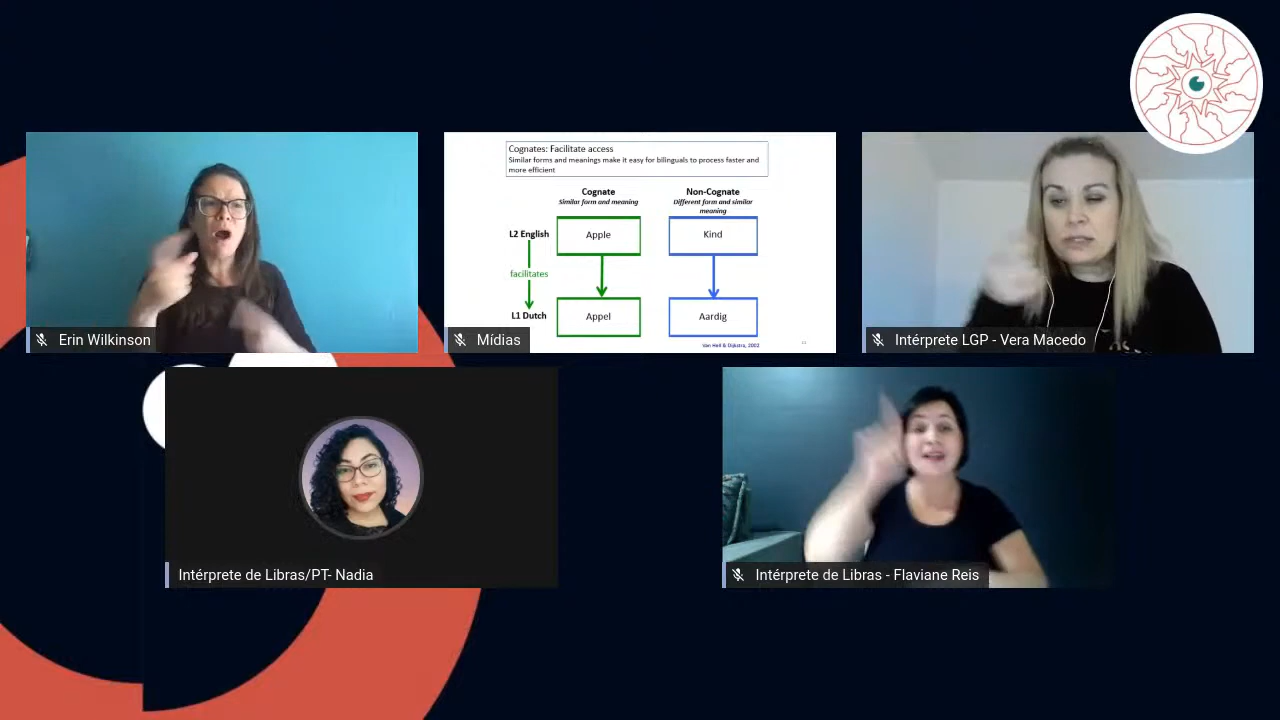 Cognates: Facilitate access
Similar forms and meanings make it easy for bilinguals to process faster and
more efficient
Cognate
Similar form and meaning
Non-Cognate
Different form and similar
meaning
L2 English
Apple
Kind
facilitates
L1 Dutch
Appel
Aardig
Van Hell & Dijkstra, 2002
Erin Wilkinson
Mídias
Intérprete LGP - Vera Macedo
Intérprete de Libras/PT- Nadia
Intérprete de Libras - Flaviane Reis